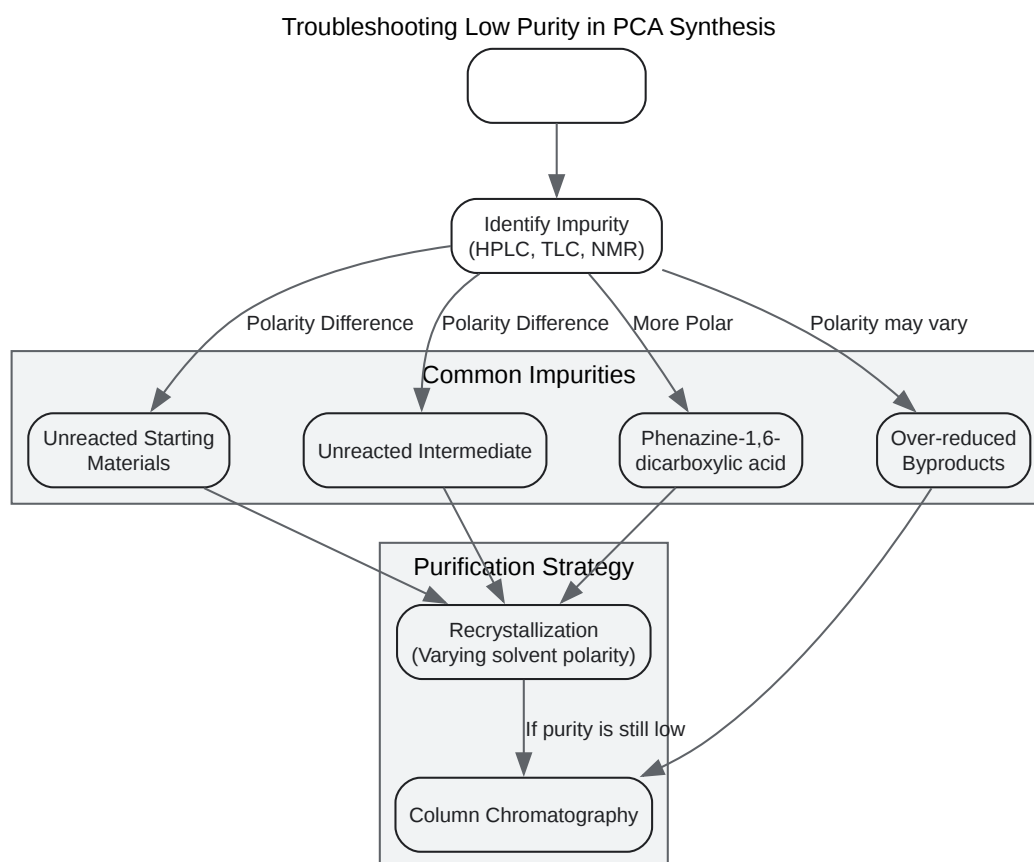 Troubleshooting Low Purity in PCA Synthesis
Identify Impurity
(HPLC, TLC, NMR)
Polarity Difference
Polarity Difference
More Polar
Polarity may vary
Common Impurities
Unreacted Starting
Materials
Unreacted Intermediate
Phenazine-1,6-
dicarboxylic acid
Over-reduced
Byproducts
Purification Strategy
Recrystallization
(Varying solvent polarity)
If purity is still low
Column Chromatography